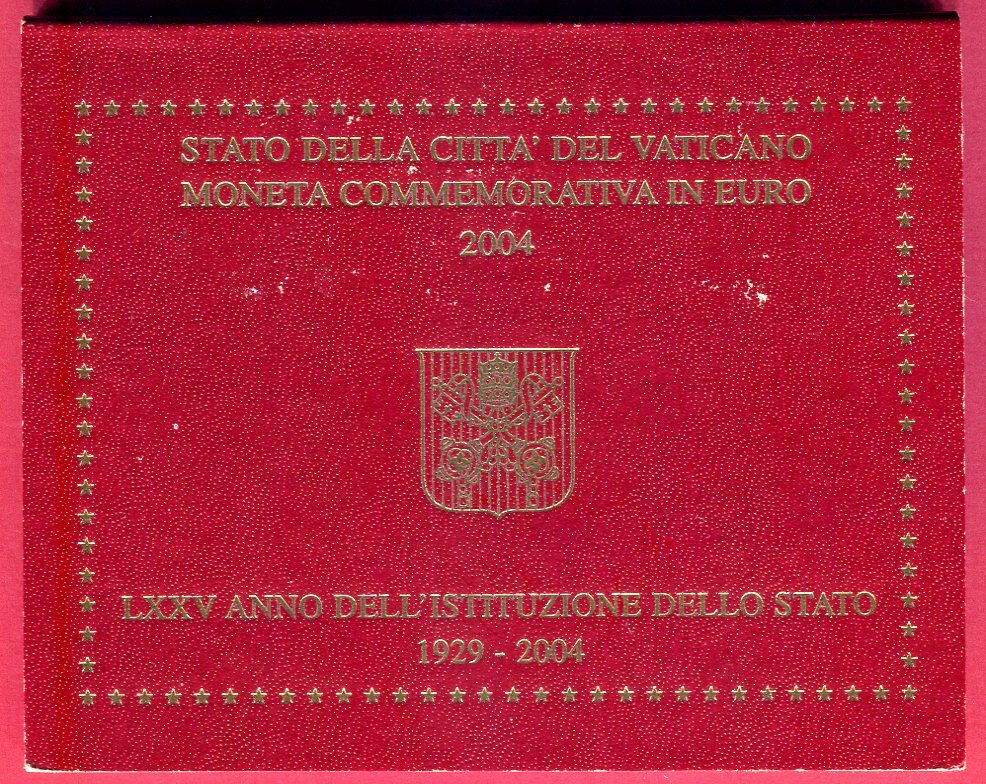 STATO DELLA CITTA' DEL VATICANO
MONETA COMMEMORATIVA IN EURO
2004
LXXV ANNO DELL'ISTITUZIONE DELLO STATO
1929 - 2004